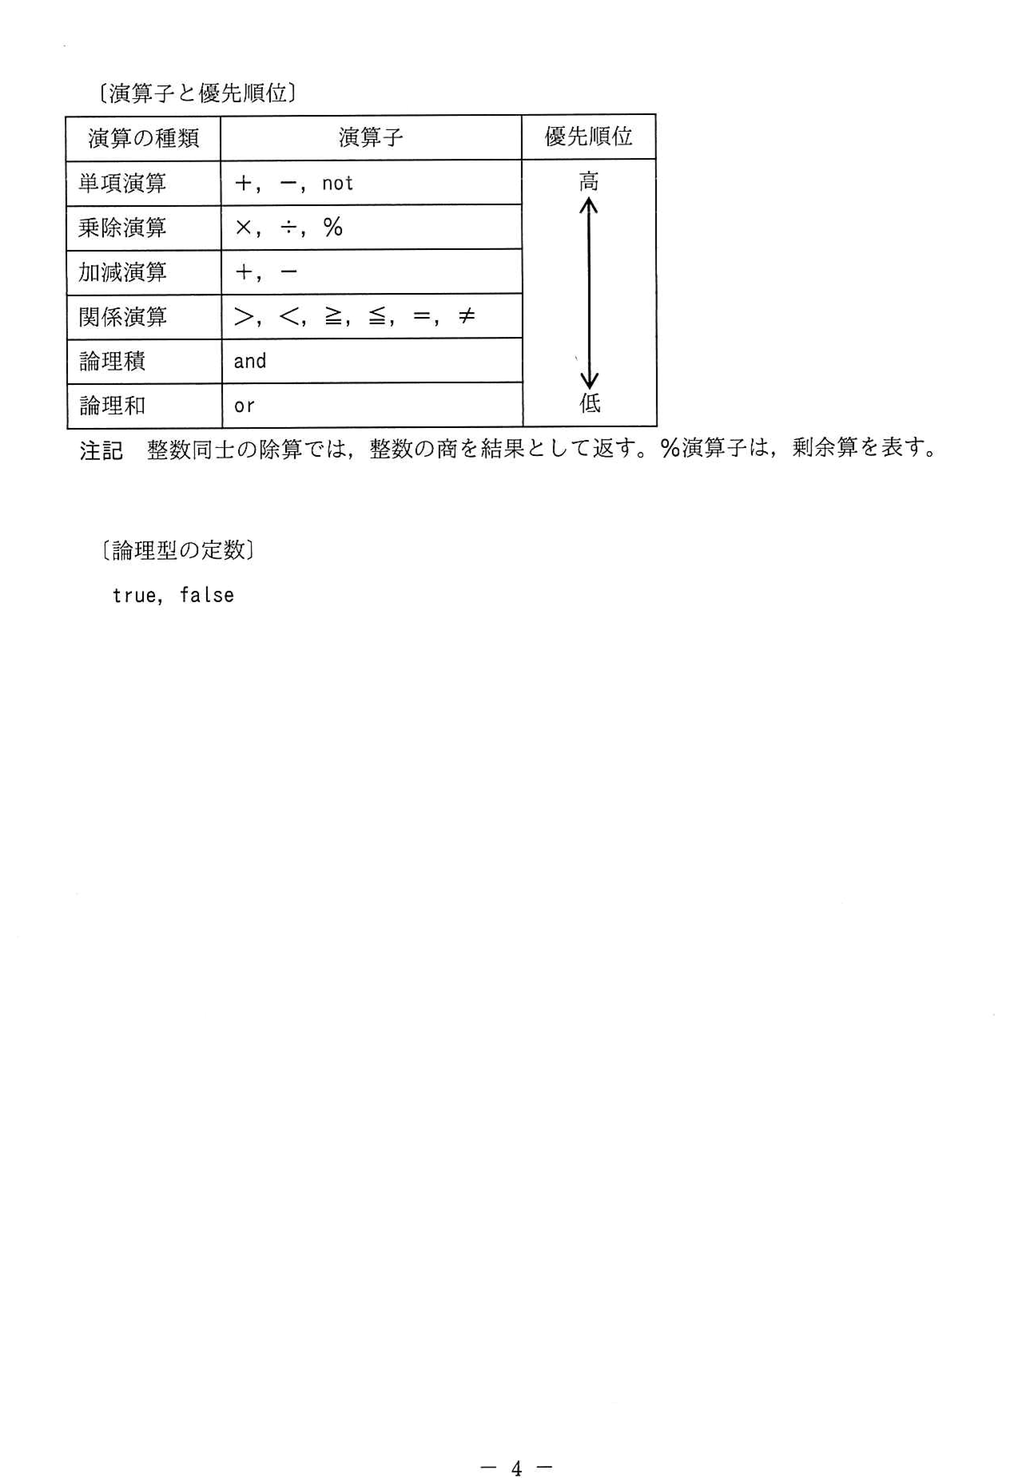 〔演算子と優先順位〕
演算の種類 演算子 優先順位
単項演算 +, −, not 高
乗除演算 ×, ÷, %
加減演算 +, −
関係演算 >, <, ≧, ≦, =, ≠
論理積 and
論理和 or 低
注記 整数同士の除算では，整数の商を結果として返す。%演算子は，剰余算を表す。
〔論理型の定数〕
true, false
− 4 −